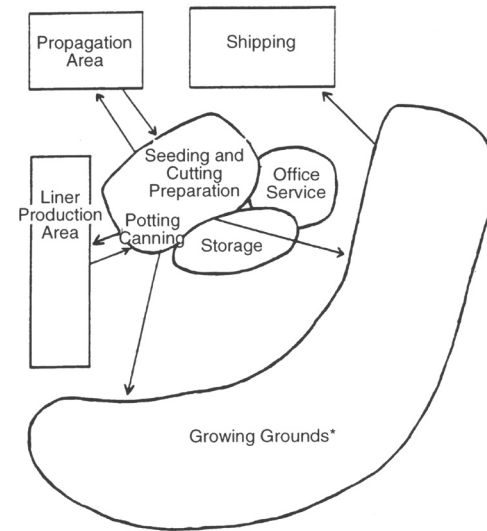 Propagation
Area
Shipping
Seeding and
Cutting
Preparation
Office
Service
Liner
Production
Area
Potting
Canning
Storage
Growing Grounds*